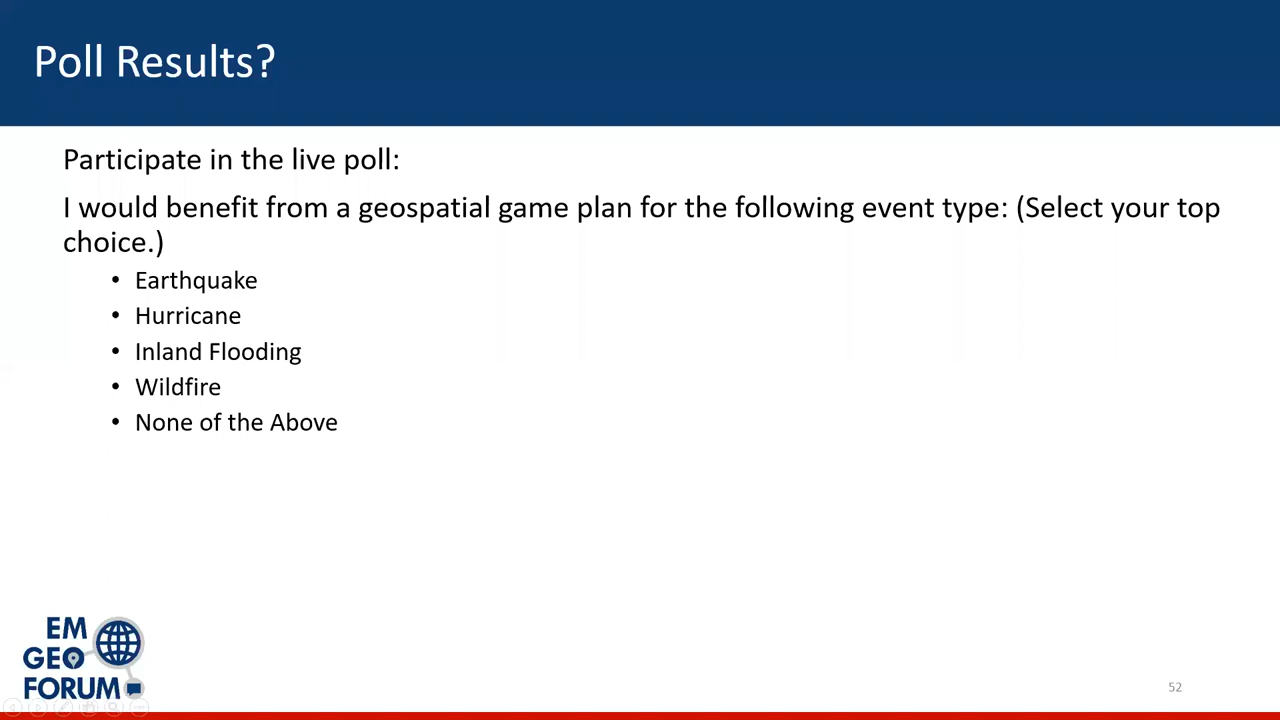 Poll Results?
Participate in the live poll:
I would benefit from a geospatial game plan for the following event type: (Select your top
choice.)
• Earthquake
• Hurricane
• Inland Flooding
• Wildfire
• None of the Above
EM
GEO
FORUM
52